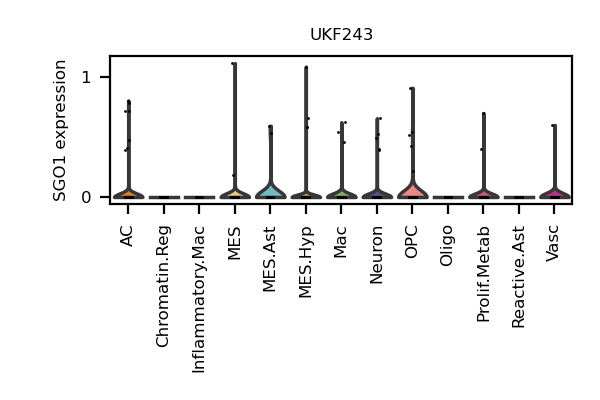 UKF243
SGO1 expression
1
0
AC
Chromatin.Reg
Inflammatory.Mac
MES
MES.Ast
MES.Hyp
Mac
Neuron
OPC
Oligo
Prolif.Metab
Reactive.Ast
Vasc